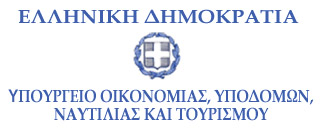 ΕΛΛΗΝΙΚΗ ΔΗΜΟΚΡΑΤΙΑ
ΥΠΟΥΡΓΕΙΟ ΟΙΚΟΝΟΜΙΑΣ, ΥΠΟΔΟΜΩΝ,
ΝΑΥΤΙΛΙΑΣ ΚΑΙ ΤΟΥΡΙΣΜΟΥ